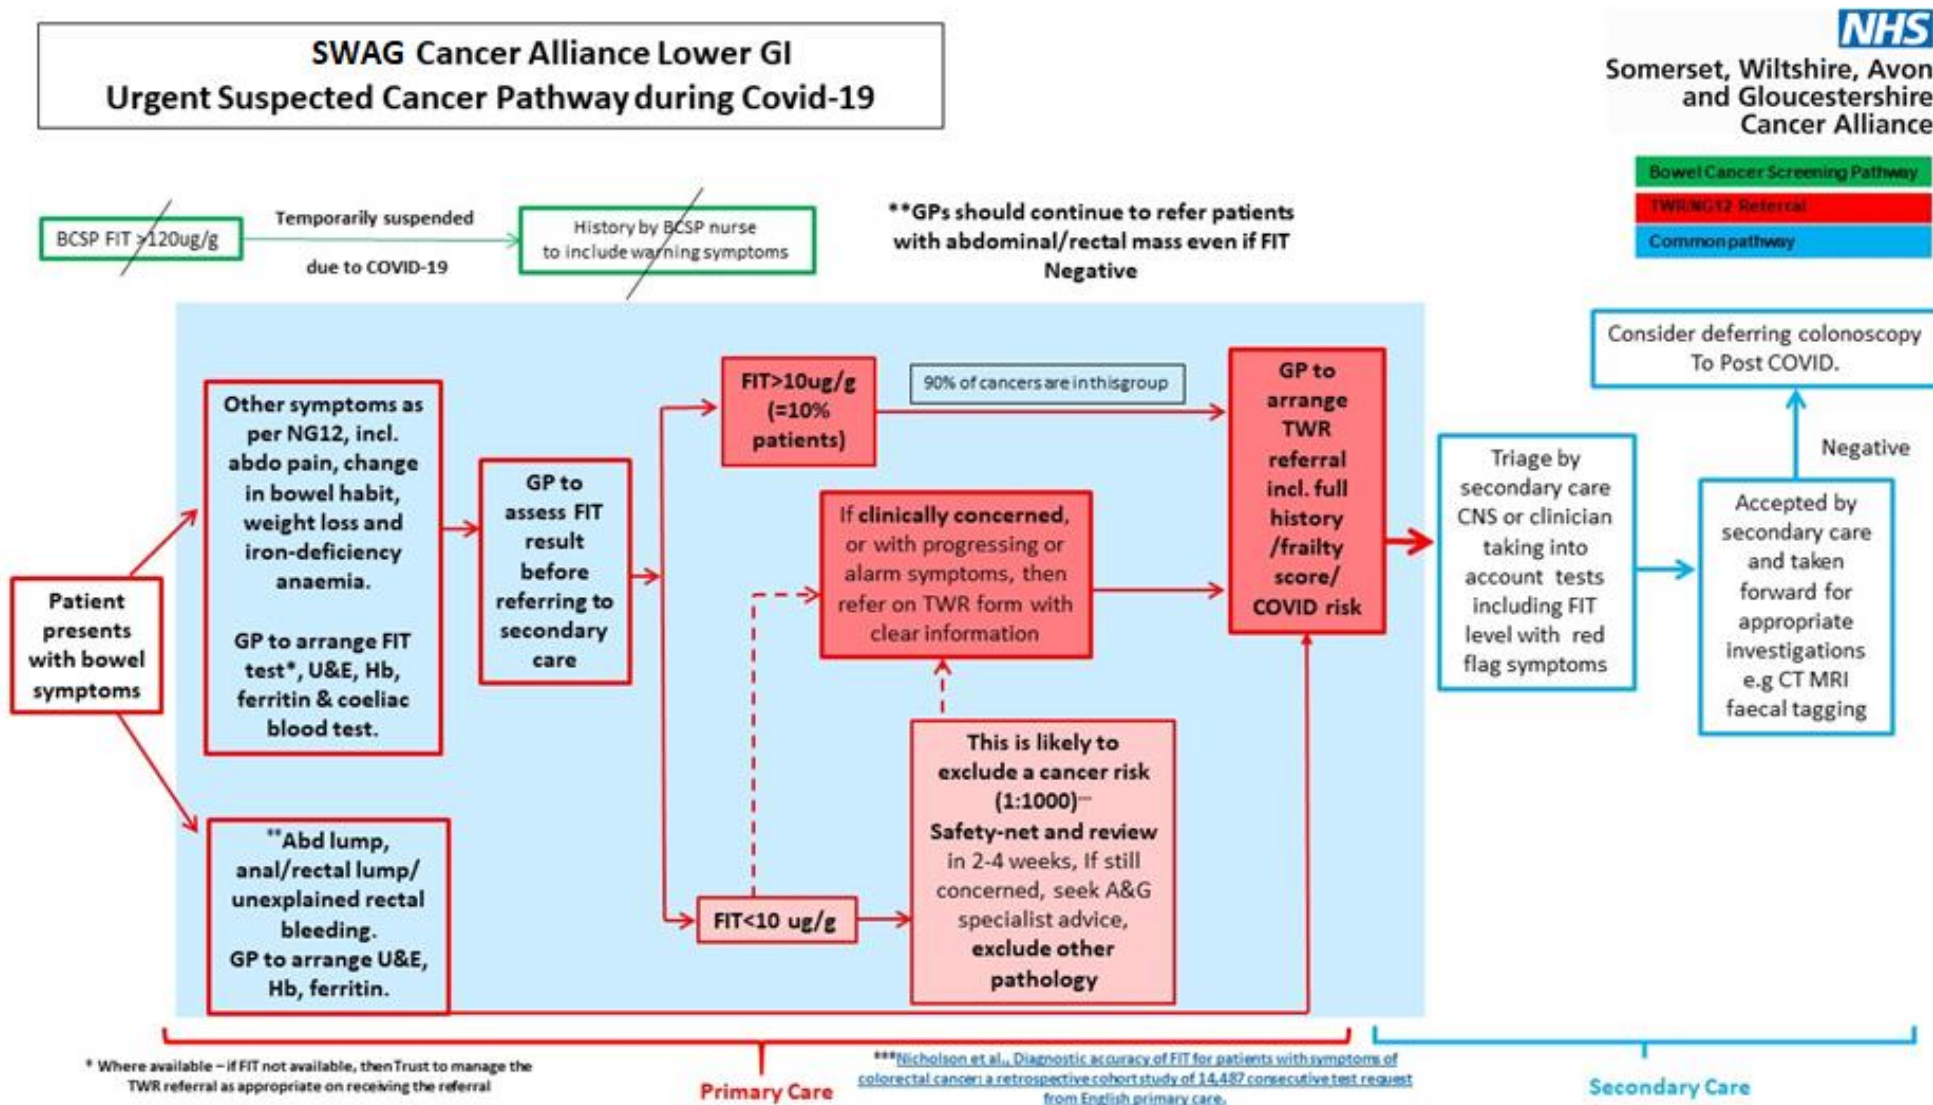 SWAG Cancer Alliance Lower GI
Urgent Suspected Cancer Pathway during Covid-19
NHS
Somerset, Wiltshire, Avon
and Gloucestershire
Cancer Alliance
Bowel Cancer Screening Pathway
TWR/NG12 Referral
Common pathway
BCSP FIT >120ug/g
Temporarily suspended
due to COVID-19
History by BCSP nurse
to include warning symptoms
**GPs should continue to refer patients
with abdominal/rectal mass even if FIT
Negative
Patient
presents
with bowel
symptoms
Other symptoms as
per NG12, incl.
abdo pain, change
in bowel habit,
weight loss and
iron-deficiency
anaemia.
GP to arrange FIT
test*, U&E, Hb,
ferritin & coeliac
blood test.
**Abd lump,
anal/rectal lump/
unexplained rectal
bleeding.
GP to arrange U&E,
Hb, ferritin.
GP to
assess FIT
result
before
referring to
secondary
care
FIT>10ug/g
(=10%
patients)
90% of cancers are in thisgroup
If clinically concerned,
or with progressing or
alarm symptoms, then
refer on TWR form with
clear information
FIT<10 ug/g
This is likely to
exclude a cancer risk
(1:1000)***
Safety-net and review
in 2-4 weeks, If still
concerned, seek A&G
specialist advice,
exclude other
pathology
GP to
arrange
TWR
referral
incl. full
history
/frailty
score/
COVID risk
Triage by
secondary care
CNS or clinician
taking into
account tests
including FIT
level with red
flag symptoms
Accepted by
secondary care
and taken
forward for
appropriate
investigations
e.g CT MRI
faecal tagging
Negative
Consider deferring colonoscopy
To Post COVID.
* Where available – if FIT not available, then Trust to manage the
TWR referral as appropriate on receiving the referral
Primary Care
***Nicholson et al., Diagnostic accuracy of FIT for patients with symptoms of
colorectal cancer: a retrospective cohort study of 14,487 consecutive test request
from English primary care.
Secondary Care